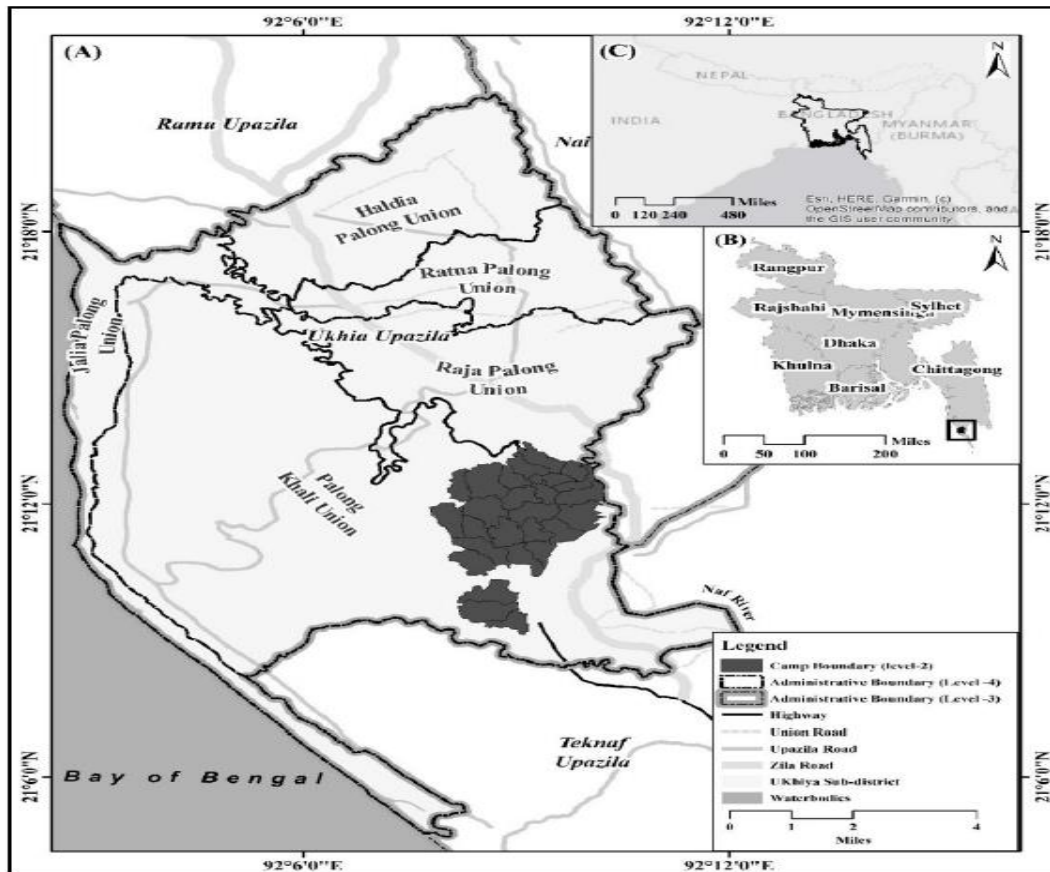 92°6'0"E
92°12'0"E
(A)
Ramu Upazila
Nai
Haldia
Palong Union
Ratna Palong
Union
Ukhia Upazila
Raja Palong
Union
Jalia Palong
Union
Palong
Khali Union
Naf River
Teknaf
Upazila
Bay of Bengal
21°18'0"N
21°12'0"N
21°6'0"N
(C)
N
NEPAL
INDIA
BANGLADESH
MYANMAR
(BURMA)
0 120 240 480 Miles
Esri, HERE, Garmin, (c)
OpenStreetMap contributors, and
the GIS user community
(B)
N
Rangpur
Rajshahi
Mymensingh
Sylhet
Dhaka
Khulna
Barisal
Chittagong
Miles
0 50 100 200
21°18'0"N
21°12'0"N
21°6'0"N
Legend
Camp Boundary (level-2)
Administrative Boundary (Level -4)
Administrative Boundary (Level -3)
Highway
Union Road
Upazila Road
Zila Road
UKhiya Sub-district
Waterbodies
0 1 2 4
Miles
92°6'0"E
92°12'0"E